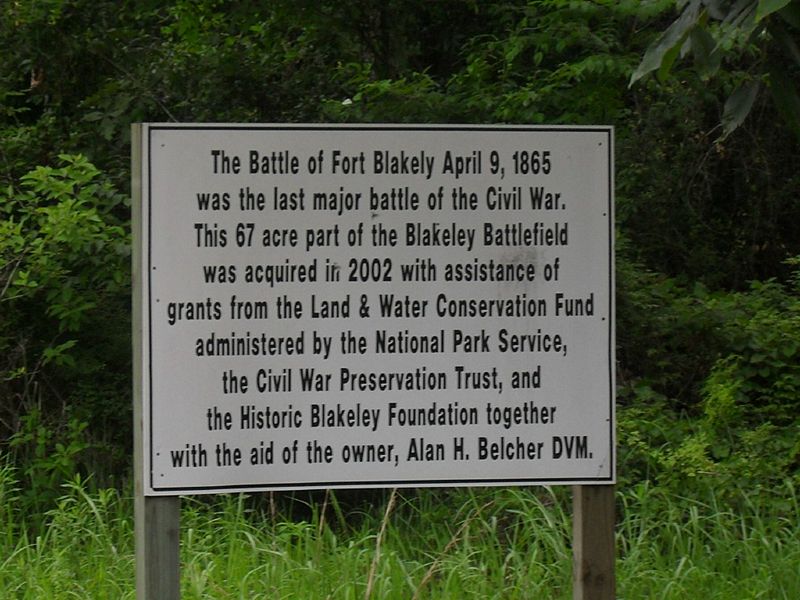 The Battle of Fort Blakely April 9, 1865
was the last major battle of the Civil War.
This 67 acre part of the Blakeley Battlefield
was acquired in 2002 with assistance of
grants from the Land & Water Conservation Fund
administered by the National Park Service,
the Civil War Preservation Trust, and
the Historic Blakeley Foundation together
with the aid of the owner, Alan H. Belcher DVM.